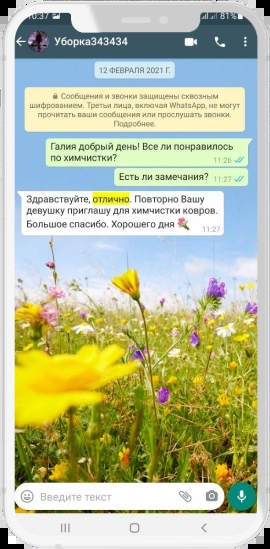 10:37
81%
Уборка343434
12 ФЕВРАЛЯ 2021 Г.
Сообщения и звонки защищены сквозным
шифрованием. Третьи лица, включая WhatsApp, не могут
прочитать ваши сообщения или прослушать звонки.
Подробнее.
Галия добрый день! Все ли понравилось
по химчистки?
11:26
Есть ли замечания?
11:27
Здравствуйте, отлично. Повторно Вашу
девушку приглашу для химчистки ковров.
Большое спасибо. Хорошего дня
11:27
Введите текст